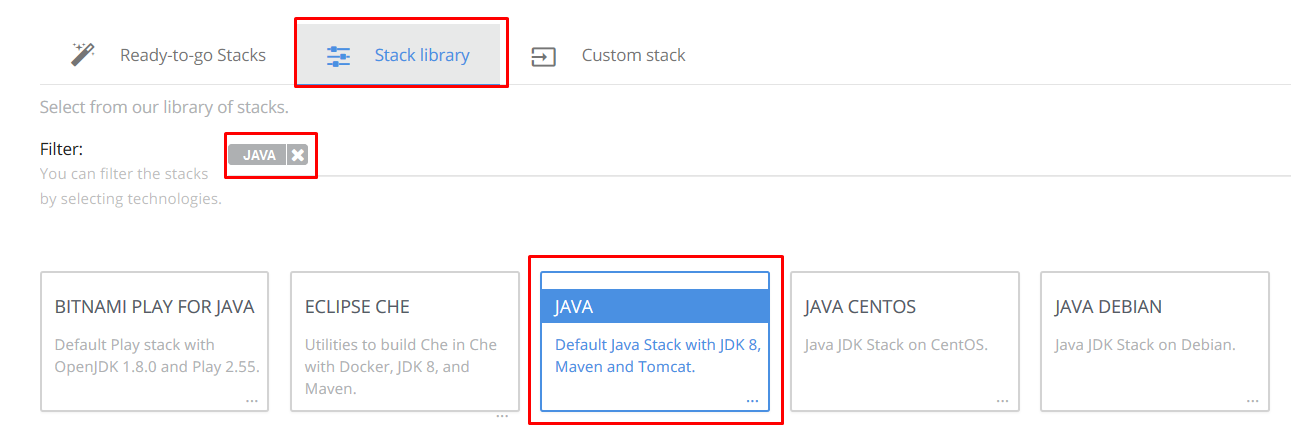 Ready-to-go Stacks
Stack library
Custom stack
Select from our library of stacks.
Filter:
JAVA
You can filter the stacks
by selecting technologies.
BITNAMI PLAY FOR JAVA
Default Play stack with
OpenJDK 1.8.0 and Play 2.55.
...
ECLIPSE CHE
Utilities to build Che in Che
with Docker, JDK 8, and
Maven.
...
JAVA
Default Java Stack with JDK 8,
Maven and Tomcat.
...
JAVA CENTOS
Java JDK Stack on CentOS.
...
JAVA DEBIAN
Java JDK Stack on Debian.
...